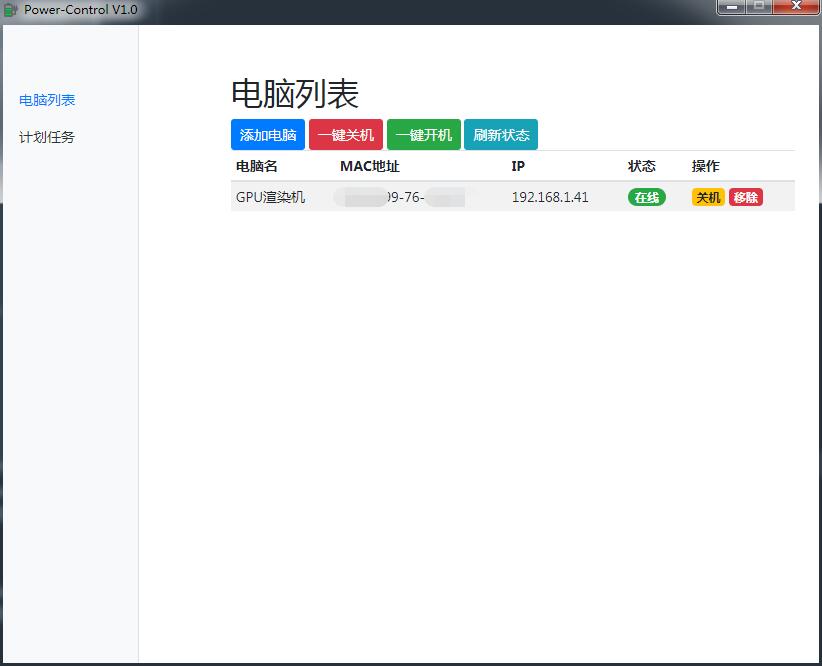 Power-Control V1.0
电脑列表
计划任务
电脑列表
添加电脑 一键关机 一键开机 刷新状态
电脑名 MAC地址 IP 状态 操作
GPU渲染机 99-76- 192.168.1.41 在线 关机 移除